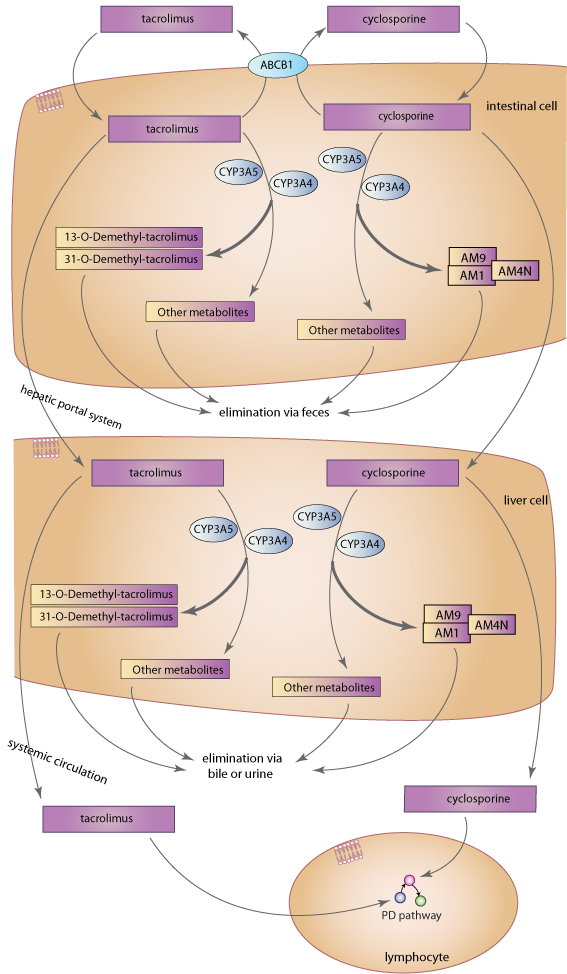 tacrolimus
cyclosporine
ABCB1
intestinal cell
tacrolimus
cyclosporine
CYP3A5
CYP3A4
CYP3A5
CYP3A4
13-O-Demethyl-tacrolimus
31-O-Demethyl-tacrolimus
AM9
AM1
AM4N
Other metabolites
Other metabolites
elimination via feces
hepatic portal system
tacrolimus
cyclosporine
liver cell
CYP3A5
CYP3A4
CYP3A5
CYP3A4
13-O-Demethyl-tacrolimus
31-O-Demethyl-tacrolimus
AM9
AM1
AM4N
Other metabolites
Other metabolites
elimination via
bile or urine
systemic circulation
tacrolimus
cyclosporine
PD pathway
lymphocyte